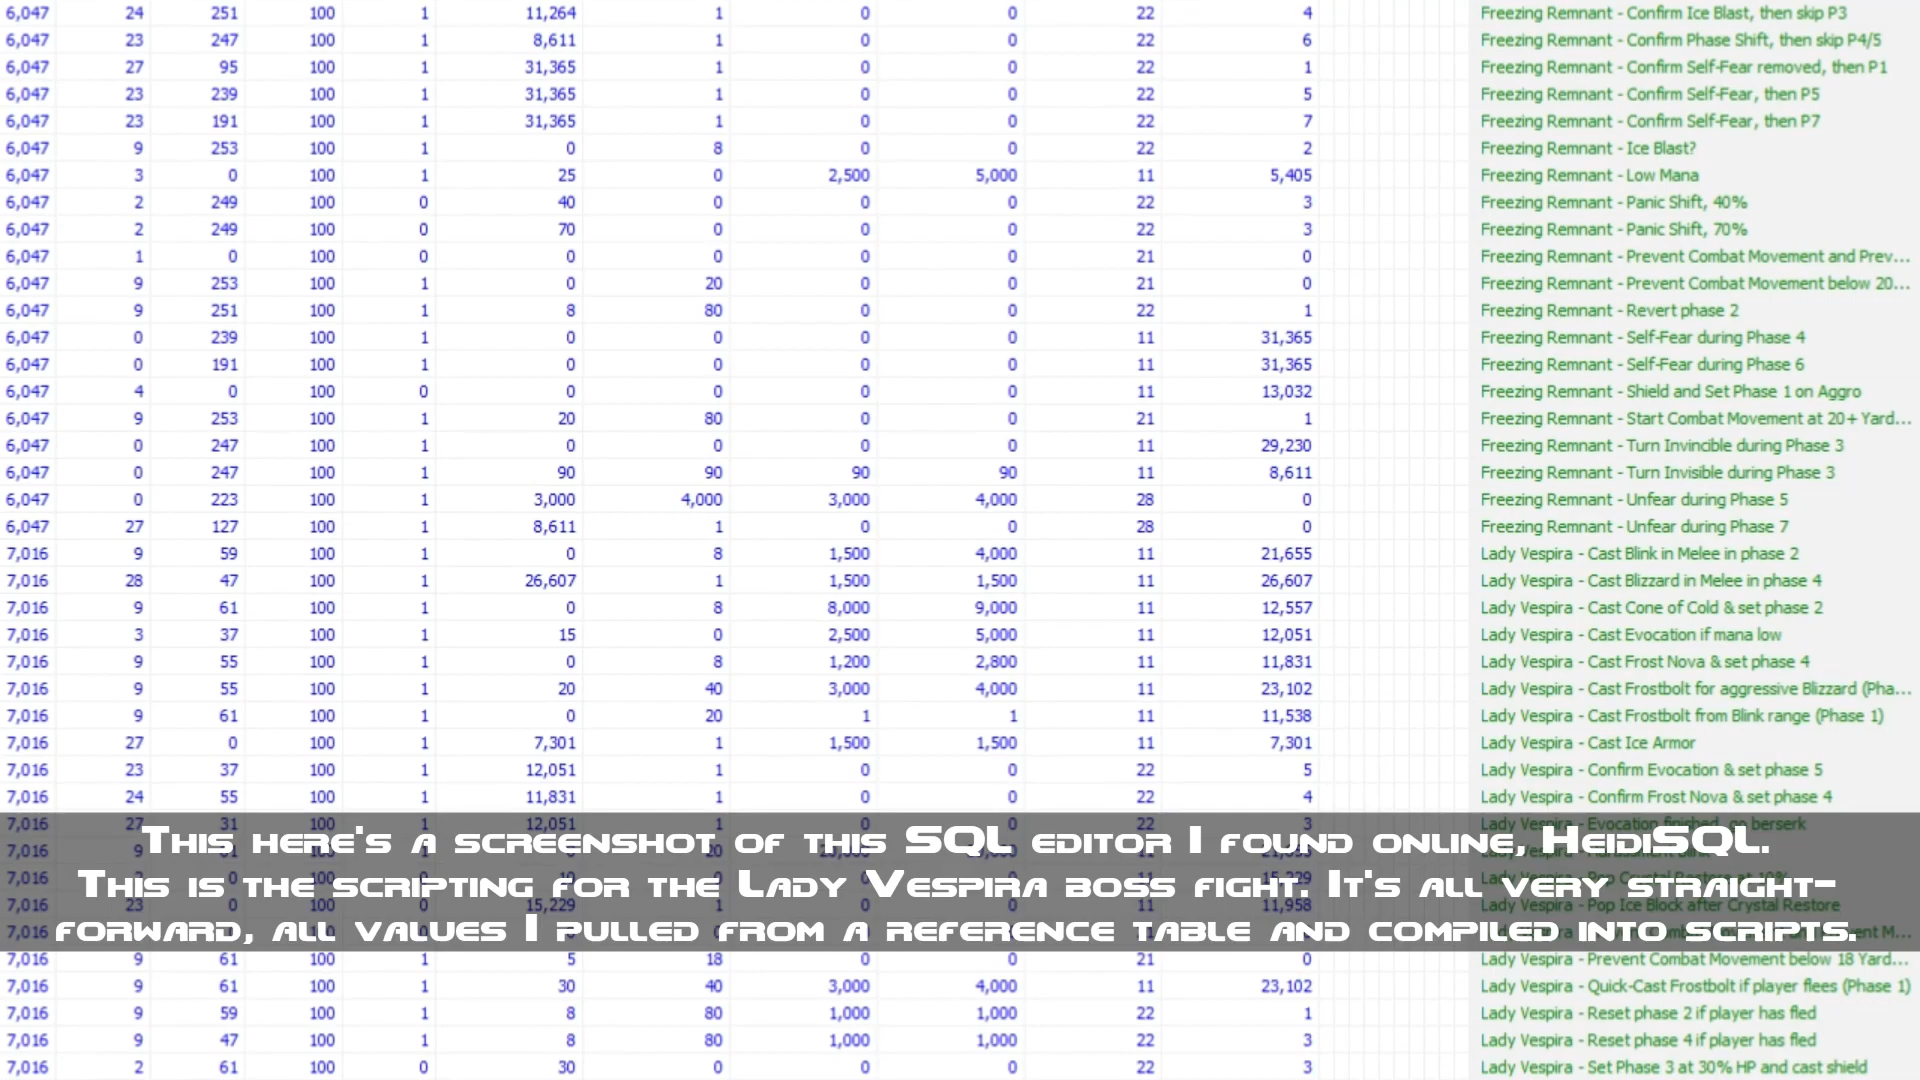 6,047 24 251 100 1 11,264 1 0 0 22 4 Freezing Remnant - Confirm Ice Blast, then skip P3
6,047 23 247 100 1 8,611 1 0 0 22 6 Freezing Remnant - Confirm Phase Shift, then skip P4/5
6,047 27 95 100 1 31,365 1 0 0 22 1 Freezing Remnant - Confirm Self-Fear removed, then P1
6,047 23 239 100 1 31,365 1 0 0 22 5 Freezing Remnant - Confirm Self-Fear, then P5
6,047 23 191 100 1 31,365 1 0 0 22 7 Freezing Remnant - Confirm Self-Fear, then P7
6,047 9 253 100 1 0 8 0 0 22 2 Freezing Remnant - Ice Blast?
6,047 3 0 100 1 25 0 2,500 5,000 11 5,405 Freezing Remnant - Low Mana
6,047 2 249 100 0 40 0 0 0 22 3 Freezing Remnant - Panic Shift, 40%
6,047 2 249 100 0 70 0 0 0 22 3 Freezing Remnant - Panic Shift, 70%
6,047 1 0 100 0 0 0 0 0 21 0 Freezing Remnant - Prevent Combat Movement and Prev...
6,047 9 253 100 1 0 20 0 0 21 0 Freezing Remnant - Prevent Combat Movement below 20...
6,047 9 251 100 1 8 80 0 0 22 1 Freezing Remnant - Revert phase 2
6,047 0 239 100 1 0 0 0 0 11 31,365 Freezing Remnant - Self-Fear during Phase 4
6,047 0 191 100 1 0 0 0 0 11 31,365 Freezing Remnant - Self-Fear during Phase 6
6,047 4 0 100 0 0 0 0 0 11 13,032 Freezing Remnant - Shield and Set Phase 1 on Aggro
6,047 9 253 100 1 20 80 0 0 21 1 Freezing Remnant - Start Combat Movement at 20+ Yard...
6,047 0 247 100 1 0 0 0 0 11 29,230 Freezing Remnant - Turn Invincible during Phase 3
6,047 0 247 100 1 90 90 90 90 11 8,611 Freezing Remnant - Turn Invisible during Phase 3
6,047 0 223 100 1 3,000 4,000 3,000 4,000 28 0 Freezing Remnant - Unfear during Phase 5
6,047 27 127 100 1 8,611 1 0 0 28 0 Freezing Remnant - Unfear during Phase 7
7,016 9 59 100 1 0 8 1,500 4,000 11 21,655 Lady Vespira - Cast Blink in Melee in phase 2
7,016 28 47 100 1 26,607 1 1,500 1,500 11 26,607 Lady Vespira - Cast Blizzard in Melee in phase 4
7,016 9 61 100 1 0 8 8,000 9,000 11 12,557 Lady Vespira - Cast Cone of Cold & set phase 2
7,016 3 37 100 1 15 0 2,500 5,000 11 12,051 Lady Vespira - Cast Evocation if mana low
7,016 9 55 100 1 0 8 1,200 2,800 11 11,831 Lady Vespira - Cast Frost Nova & set phase 4
7,016 9 55 100 1 20 40 3,000 4,000 11 23,102 Lady Vespira - Cast Frostbolt for aggressive Blizzard (Pha...
7,016 9 61 100 1 0 20 1 1 11 11,538 Lady Vespira - Cast Frostbolt from Blink range (Phase 1)
7,016 27 0 100 1 7,301 1 1,500 1,500 11 7,301 Lady Vespira - Cast Ice Armor
7,016 23 37 100 1 12,051 1 0 0 22 5 Lady Vespira - Confirm Evocation & set phase 5
7,016 24 55 100 1 11,831 1 0 0 22 4 Lady Vespira - Confirm Frost Nova & set phase 4
This here's a screenshot of this SQL editor I found online, HeidiSQL.
This is the scripting for the Lady Vespira boss fight. It's all very straight-
forward, all values I pulled from a reference table and compiled into scripts.
7,016 9 61 100 1 5 18 0 0 21 0 Lady Vespira - Prevent Combat Movement below 18 Yard...
7,016 9 61 100 1 30 40 3,000 4,000 11 23,102 Lady Vespira - Quick-Cast Frostbolt if player flees (Phase 1)
7,016 9 59 100 1 8 80 1,000 1,000 22 1 Lady Vespira - Reset phase 2 if player has fled
7,016 9 47 100 1 8 80 1,000 1,000 22 3 Lady Vespira - Reset phase 4 if player has fled
7,016 2 61 100 0 30 0 0 0 22 3 Lady Vespira - Set Phase 3 at 30% HP and cast shield